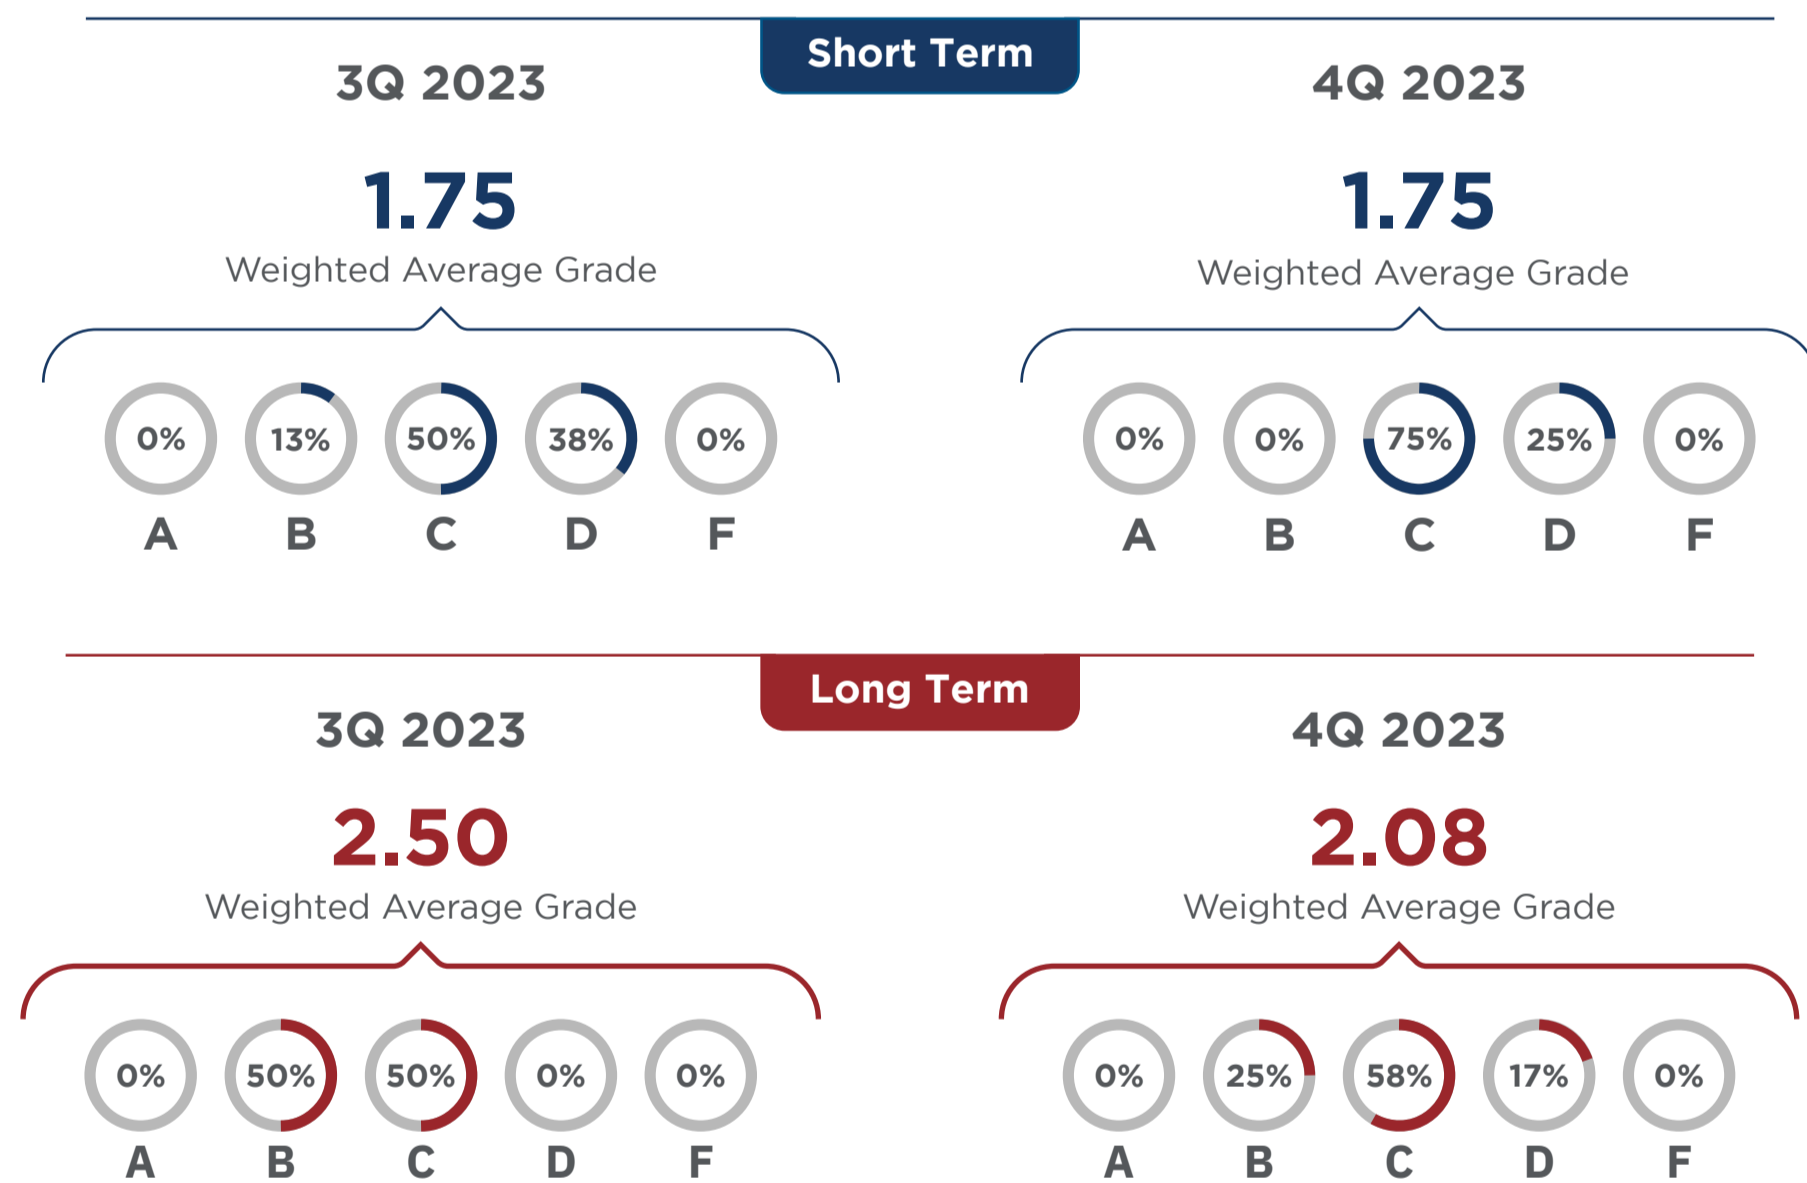 Short Term
3Q 2023
4Q 2023
1.75
1.75
Weighted Average Grade
Weighted Average Grade
0% 13% 50% 38% 0%
0% 0% 75% 25% 0%
A B C D F
A B C D F
Long Term
3Q 2023
4Q 2023
2.50
2.08
Weighted Average Grade
Weighted Average Grade
0% 50% 50% 0% 0%
0% 25% 58% 17% 0%
A B C D F
A B C D F